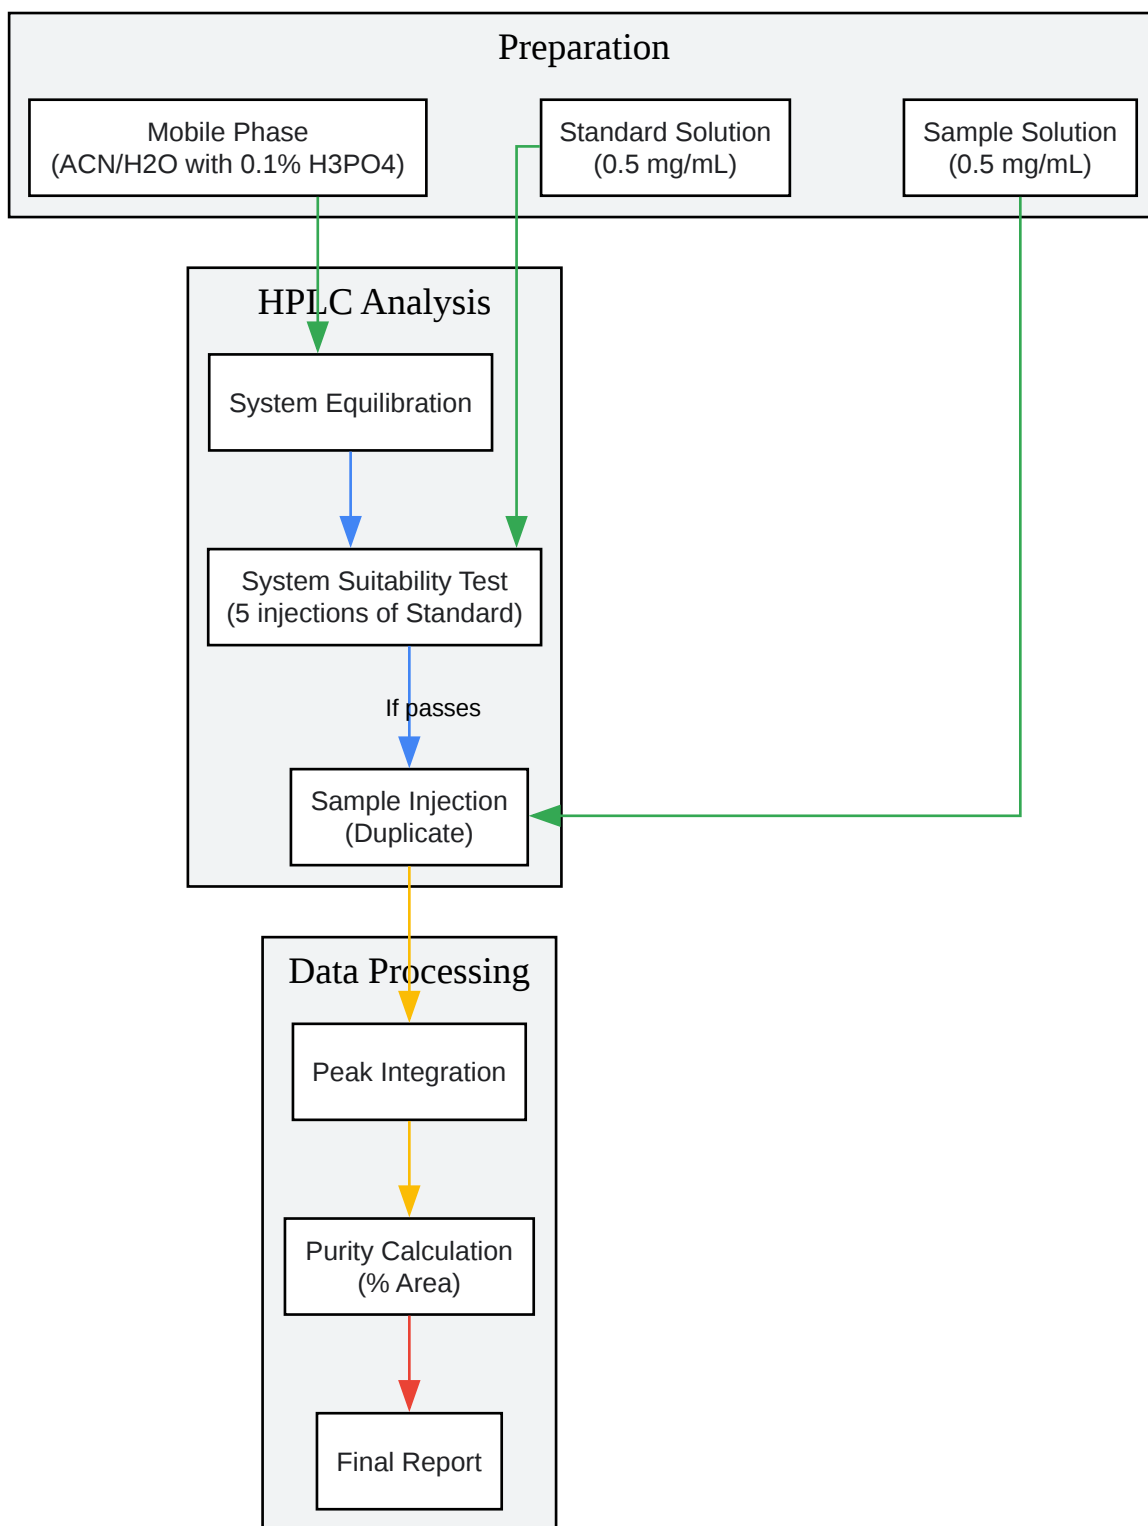 Preparation
Mobile Phase
(ACN/H2O with 0.1% H3PO4)
Standard Solution
(0.5 mg/mL)
Sample Solution
(0.5 mg/mL)
HPLC Analysis
System Equilibration
System Suitability Test
(5 injections of Standard)
If passes
Sample Injection
(Duplicate)
Data Processing
Peak Integration
Purity Calculation
(% Area)
Final Report